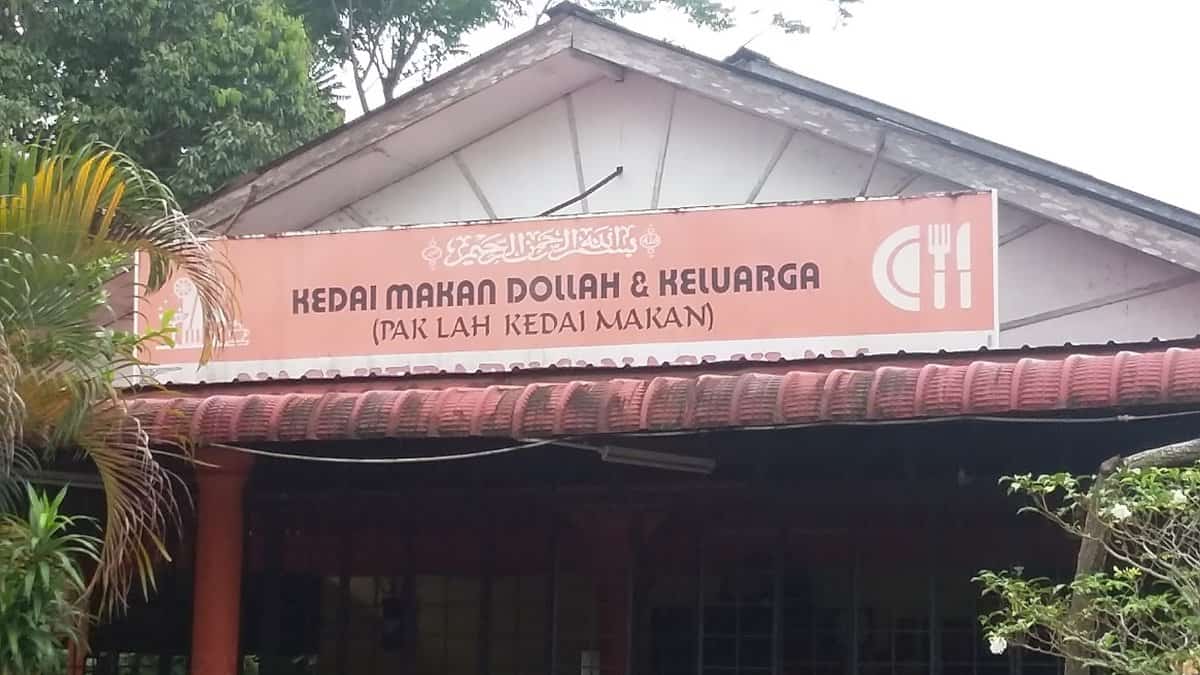 بسم الله الرحمن الرحيم
KEDAI MAKAN DOLLAH & KELUARGA
(PAK LAH KEDAI MAKAN)